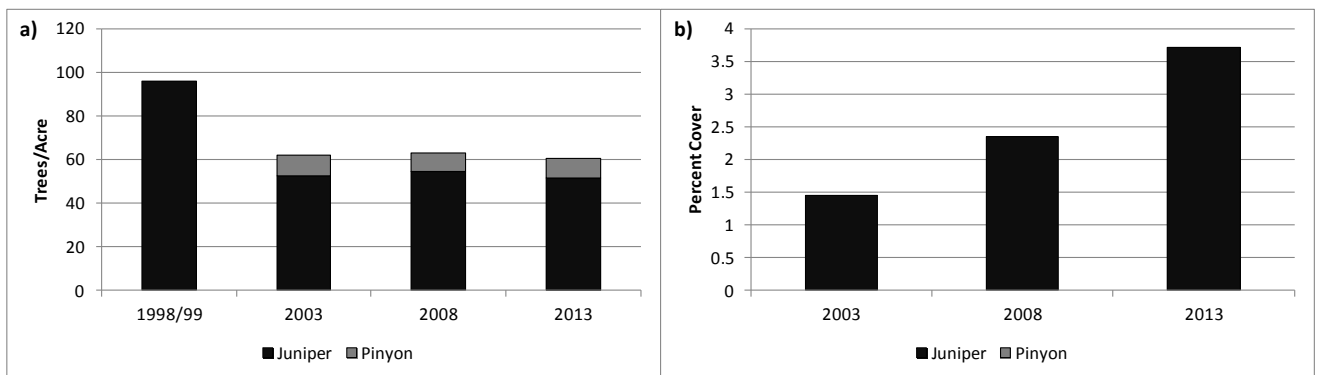 a)
Trees/Acre
120
100
80
60
40
20
0
1998/99 2003 2008 2013
Juniper Pinyon
b)
Percent Cover
4
3.5
3
2.5
2
1.5
1
0.5
0
2003 2008 2013
Juniper Pinyon